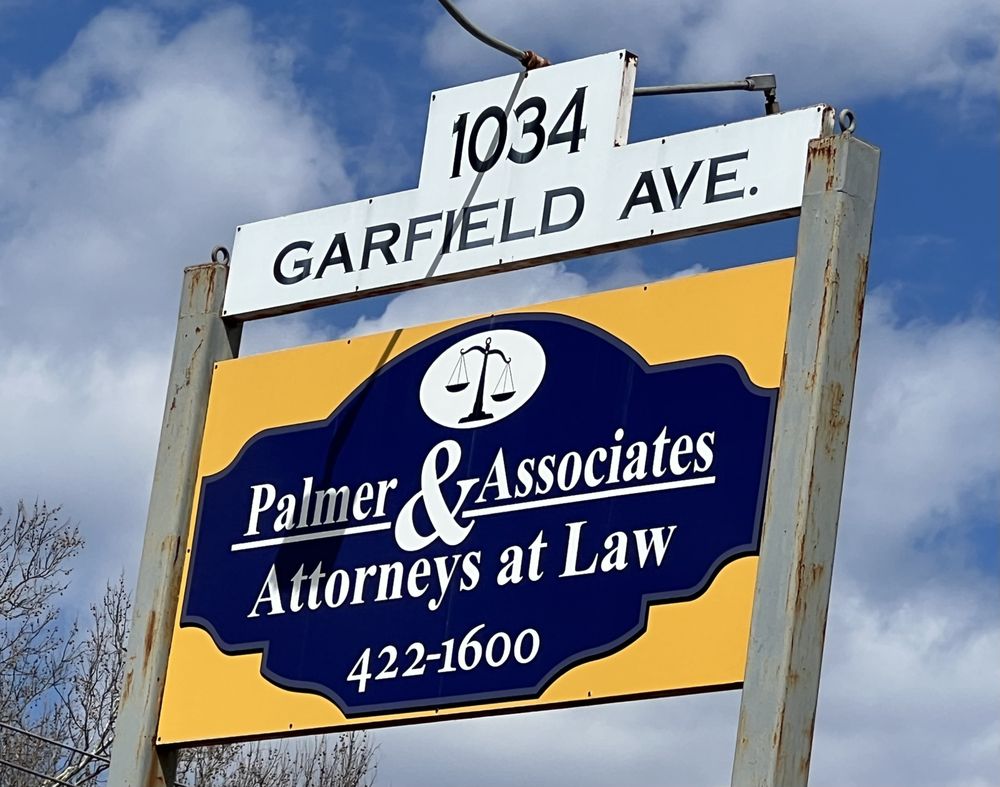 1034
GARFIELD AVE.
Palmer & Associates
Attorneys at Law
422-1600